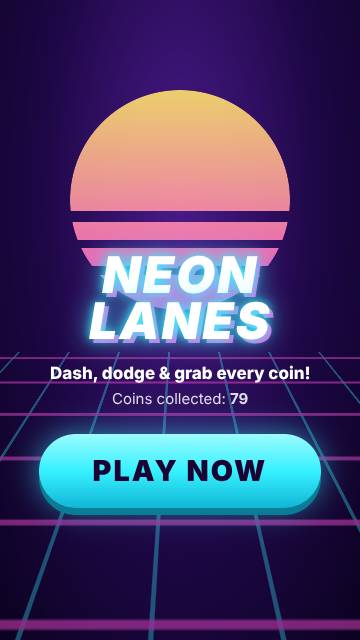 NEON
LANES
Dash, dodge & grab every coin!
Coins collected: 79
PLAY NOW